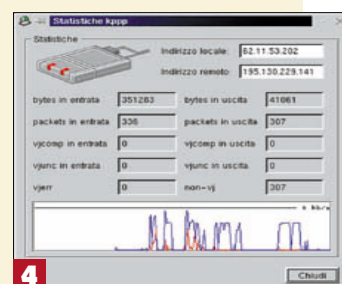 Statistiche kppp
Statistiche
Indirizzo locale: 62.11.53.202
Indirizzo remoto: 195.130.229.141
bytes in entrata 351283 bytes in uscita 41061
packets in entrata 336 packets in uscita 307
vjcomp in entrata 0 vjcomp in uscita 0
vjunc in entrata 0 vjunc in uscita 0
vjerr 0 non-vj 307
kb/s
Chiudi
4